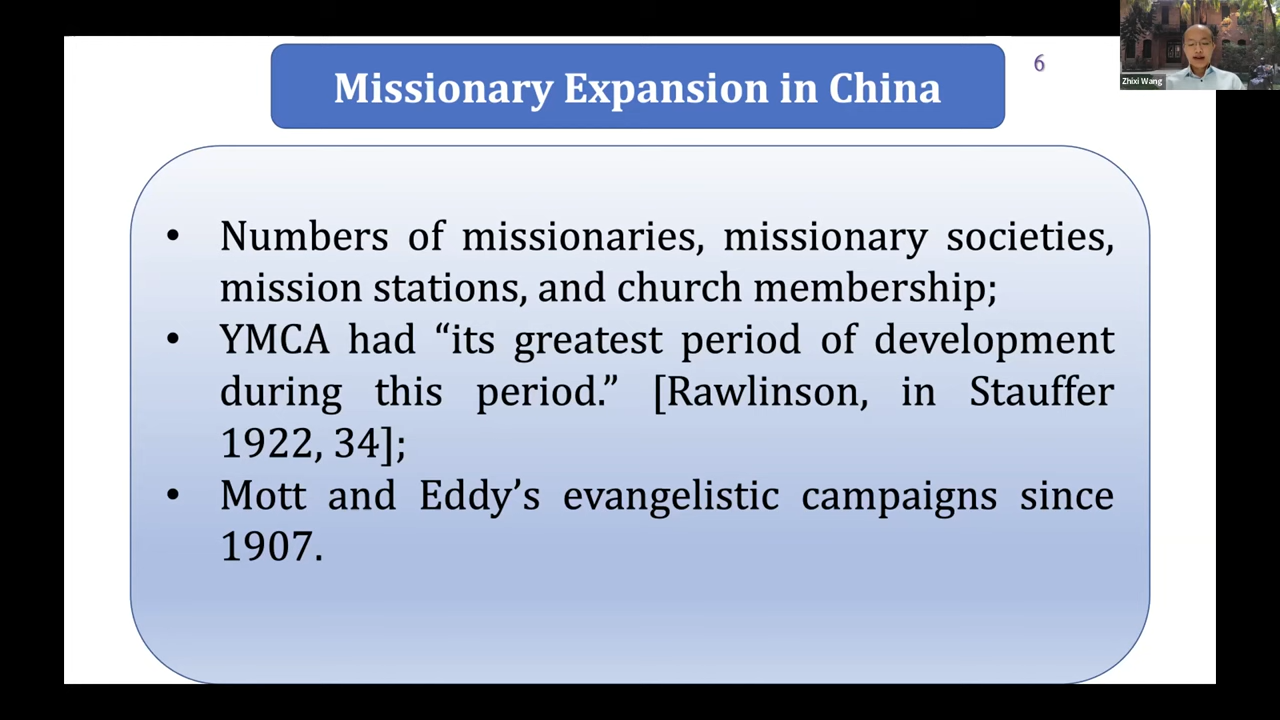 Missionary Expansion in China
6
Zhixi Wang
• Numbers of missionaries, missionary societies,
mission stations, and church membership;
• YMCA had “its greatest period of development
during this period.” [Rawlinson, in Stauffer
1922, 34];
• Mott and Eddy’s evangelistic campaigns since
1907.